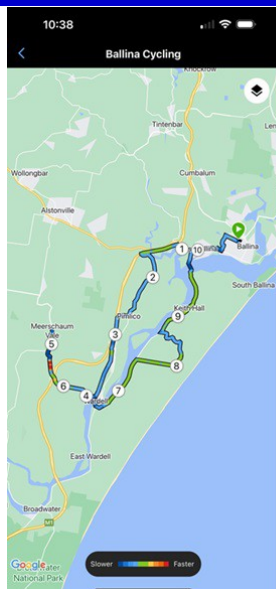 10:38
Ballina Cycling
Knockrow
Tintenbar
Cumbalum
Wollongbar
Alstonville
1
10
Ballina
2
South Ballina
Keith Hall
9
Pimlico
3
Meerschaum
Vale
5
8
6
4
7
East Wardell
Broadwater
M1
Google
National Park
Slower
Faster